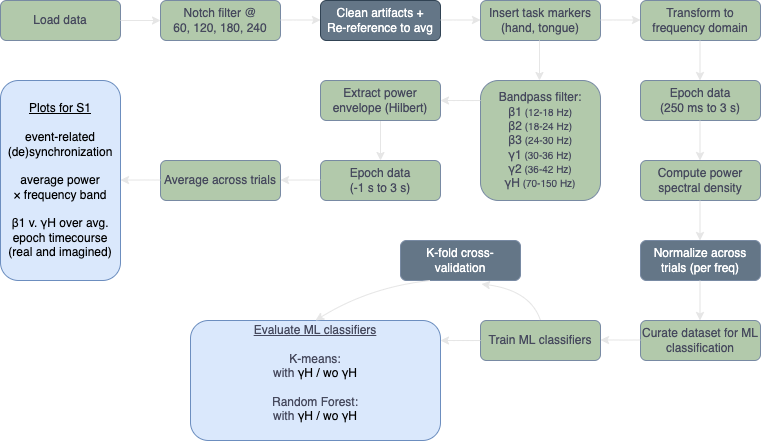 Load data
Notch filter @
60, 120, 180, 240
Clean artifacts +
Re-reference to avg
Insert task markers
(hand, tongue)
Transform to
frequency domain
Plots for S1
event-related
(de)synchronization
average power
× frequency band
β1 v. γH over avg.
epoch timecourse
(real and imagined)
Extract power
envelope (Hilbert)
Bandpass filter:
β1 (12-18 Hz)
β2 (18-24 Hz)
β3 (24-30 Hz)
γ1 (30-36 Hz)
γ2 (36-42 Hz)
γH (70-150 Hz)
Epoch data
(250 ms to 3 s)
Average across trials
Epoch data
(-1 s to 3 s)
Compute power
spectral density
K-fold cross-
validation
Normalize across
trials (per freq)
Evaluate ML classifiers
K-means:
with γH / wo γH
Random Forest:
with γH / wo γH
Train ML classifiers
Curate dataset for ML
classification